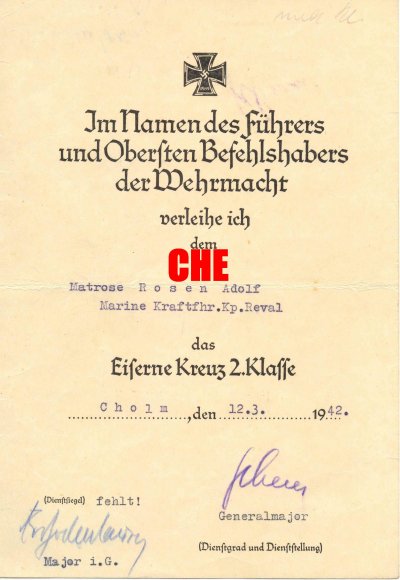 Im Namen des Führers
und Obersten Befehlshabers
der Wehrmacht
verleihe ich
dem
CHE
Matrose Rosen Adolf
Marine Kraftfhr.Kp.Reval
das
Eiserne Kreuz 2.Klasse
Cholm, den 12.3. 1942.
(Dienstsiegel) fehlt!
Generalmajor
Major i.G.
(Dienstgrad und Dienststellung)